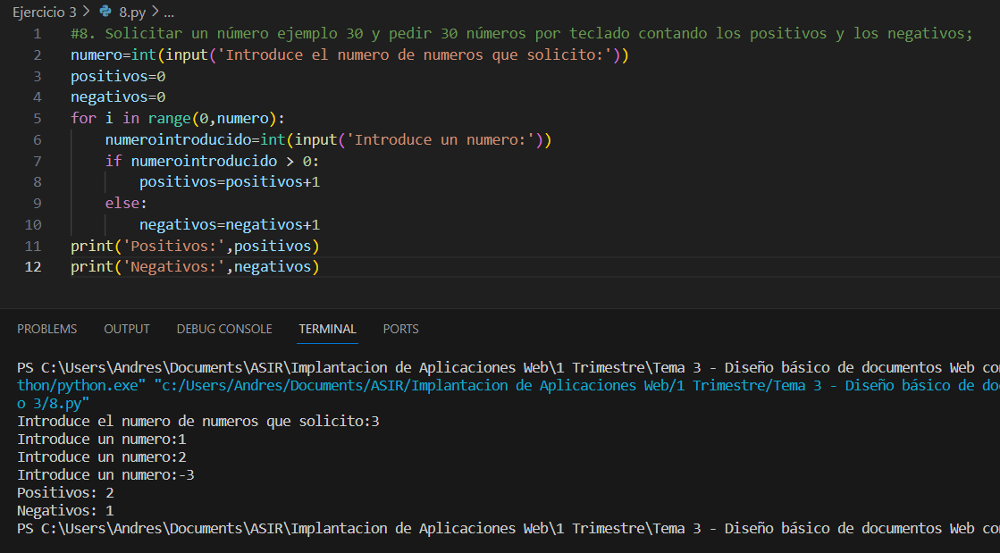 Ejercicio 3 > 8.py > ...
1 #8. Solicitar un número ejemplo 30 y pedir 30 números por teclado contando los positivos y los negativos;
2 numero=int(input('Introduce el numero de numeros que solicito:'))
3 positivos=0
4 negativos=0
5 for i in range(0,numero):
6     numerointroducido=int(input('Introduce un numero:'))
7     if numerointroducido > 0:
8         positivos=positivos+1
9     else:
10         negativos=negativos+1
11 print('Positivos:',positivos)
12 print('Negativos:',negativos)
PROBLEMS OUTPUT DEBUG CONSOLE TERMINAL PORTS
PS C:\Users\Andres\Documents\ASIR\Implantacion de Aplicaciones Web\1 Trimestre\Tema 3 - Diseño básico de documentos Web co
thon/python.exe" "c:/Users/Andres/Documents/ASIR/Implantacion de Aplicaciones Web/1 Trimestre/Tema 3 - Diseño básico de do
o 3/8.py"
Introduce el numero de numeros que solicito:3
Introduce un numero:1
Introduce un numero:2
Introduce un numero:-3
Positivos: 2
Negativos: 1
PS C:\Users\Andres\Documents\ASIR\Implantacion de Aplicaciones Web\1 Trimestre\Tema 3 - Diseño básico de documentos Web co